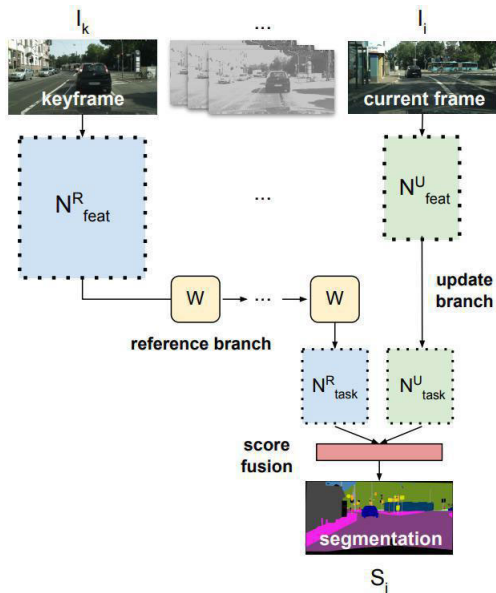 I_k ... I_i
keyframe
current frame
N^R_feat
...
N^U_feat
W ... W
update
branch
reference branch
N^R_task
N^U_task
score
fusion
segmentation
S_i